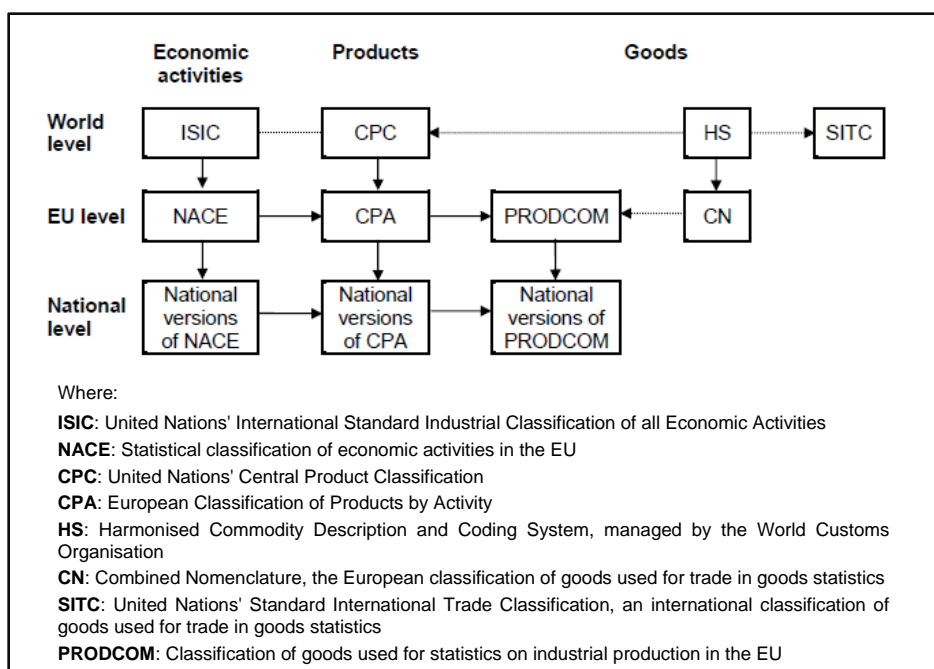 Economic activities
Products
Goods
World level
ISIC
CPC
HS
SITC
EU level
NACE
CPA
PRODCOM
CN
National level
National versions of NACE
National versions of CPA
National versions of PRODCOM
Where:
ISIC: United Nations' International Standard Industrial Classification of all Economic Activities
NACE: Statistical classification of economic activities in the EU
CPC: United Nations' Central Product Classification
CPA: European Classification of Products by Activity
HS: Harmonised Commodity Description and Coding System, managed by the World Customs
Organisation
CN: Combined Nomenclature, the European classification of goods used for trade in goods statistics
SITC: United Nations' Standard International Trade Classification, an international classification of
goods used for trade in goods statistics
PRODCOM: Classification of goods used for statistics on industrial production in the EU